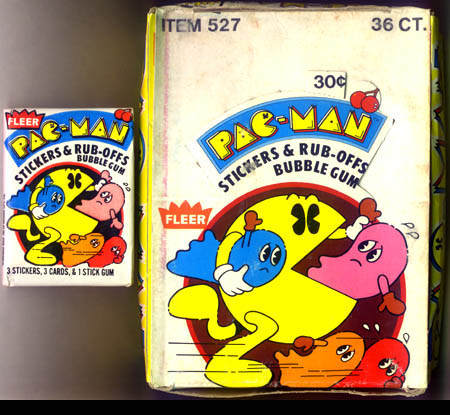 FLEER
PAC-MAN
STICKERS & RUB-OFFS
BUBBLE GUM
3 STICKERS, 3 CARDS, & 1 STICK GUM
ITEM 527
36 CT.
30¢
PAC-MAN
STICKERS & RUB-OFFS
BUBBLE GUM
FLEER
PP